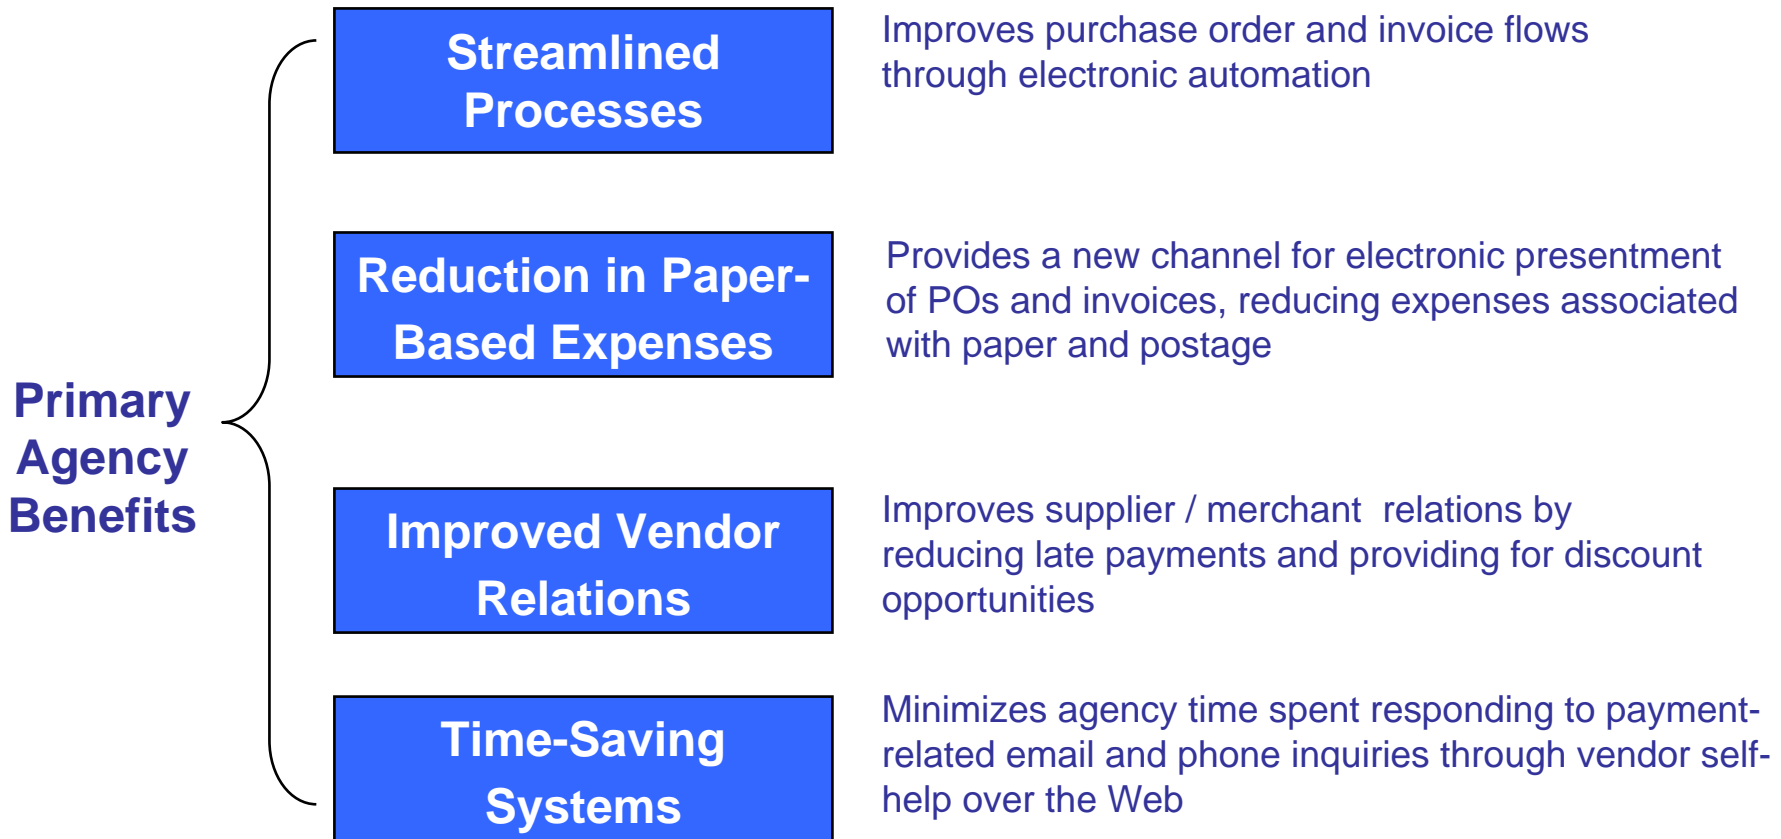 Primary
Agency
Benefits
Streamlined
Processes
Improves purchase order and invoice flows
through electronic automation
Reduction in Paper-
Based Expenses
Provides a new channel for electronic presentment
of POs and invoices, reducing expenses associated
with paper and postage
Improved Vendor
Relations
Improves supplier / merchant  relations by
reducing late payments and providing for discount
opportunities
Time-Saving
Systems
Minimizes agency time spent responding to payment-
related email and phone inquiries through vendor self-
help over the Web